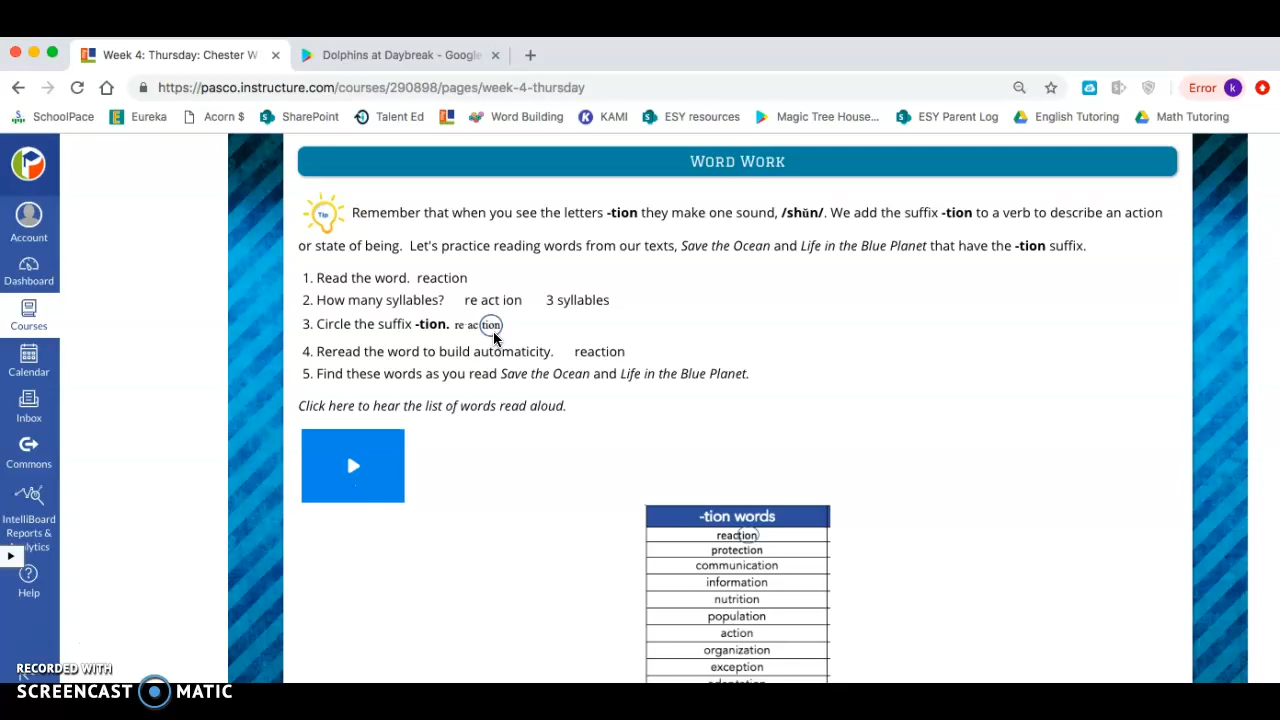 Week 4: Thursday: Chester W
Dolphins at Daybreak - Google
https://pasco.instructure.com/courses/290898/pages/week-4-thursday
Error k
SchoolPace Eureka Acorn $ SharePoint Talent Ed Word Building KAMI ESY resources Magic Tree House... ESY Parent Log English Tutoring Math Tutoring
Word Work
Tip Remember that when you see the letters -tion they make one sound, /shŭn/. We add the suffix -tion to a verb to describe an action
or state of being. Let's practice reading words from our texts, Save the Ocean and Life in the Blue Planet that have the -tion suffix.
1. Read the word. reaction
2. How many syllables? re act ion 3 syllables
3. Circle the suffix -tion. re ac tion
4. Reread the word to build automaticity. reaction
5. Find these words as you read Save the Ocean and Life in the Blue Planet.
Click here to hear the list of words read aloud.
-tion words
reaction
protection
communication
information
nutrition
population
action
organization
exception
Account
Dashboard
Courses
Calendar
Inbox
Commons
IntelliBoard
Reports &
Analytics
Help
RECORDED WITH
SCREENCAST MATIC